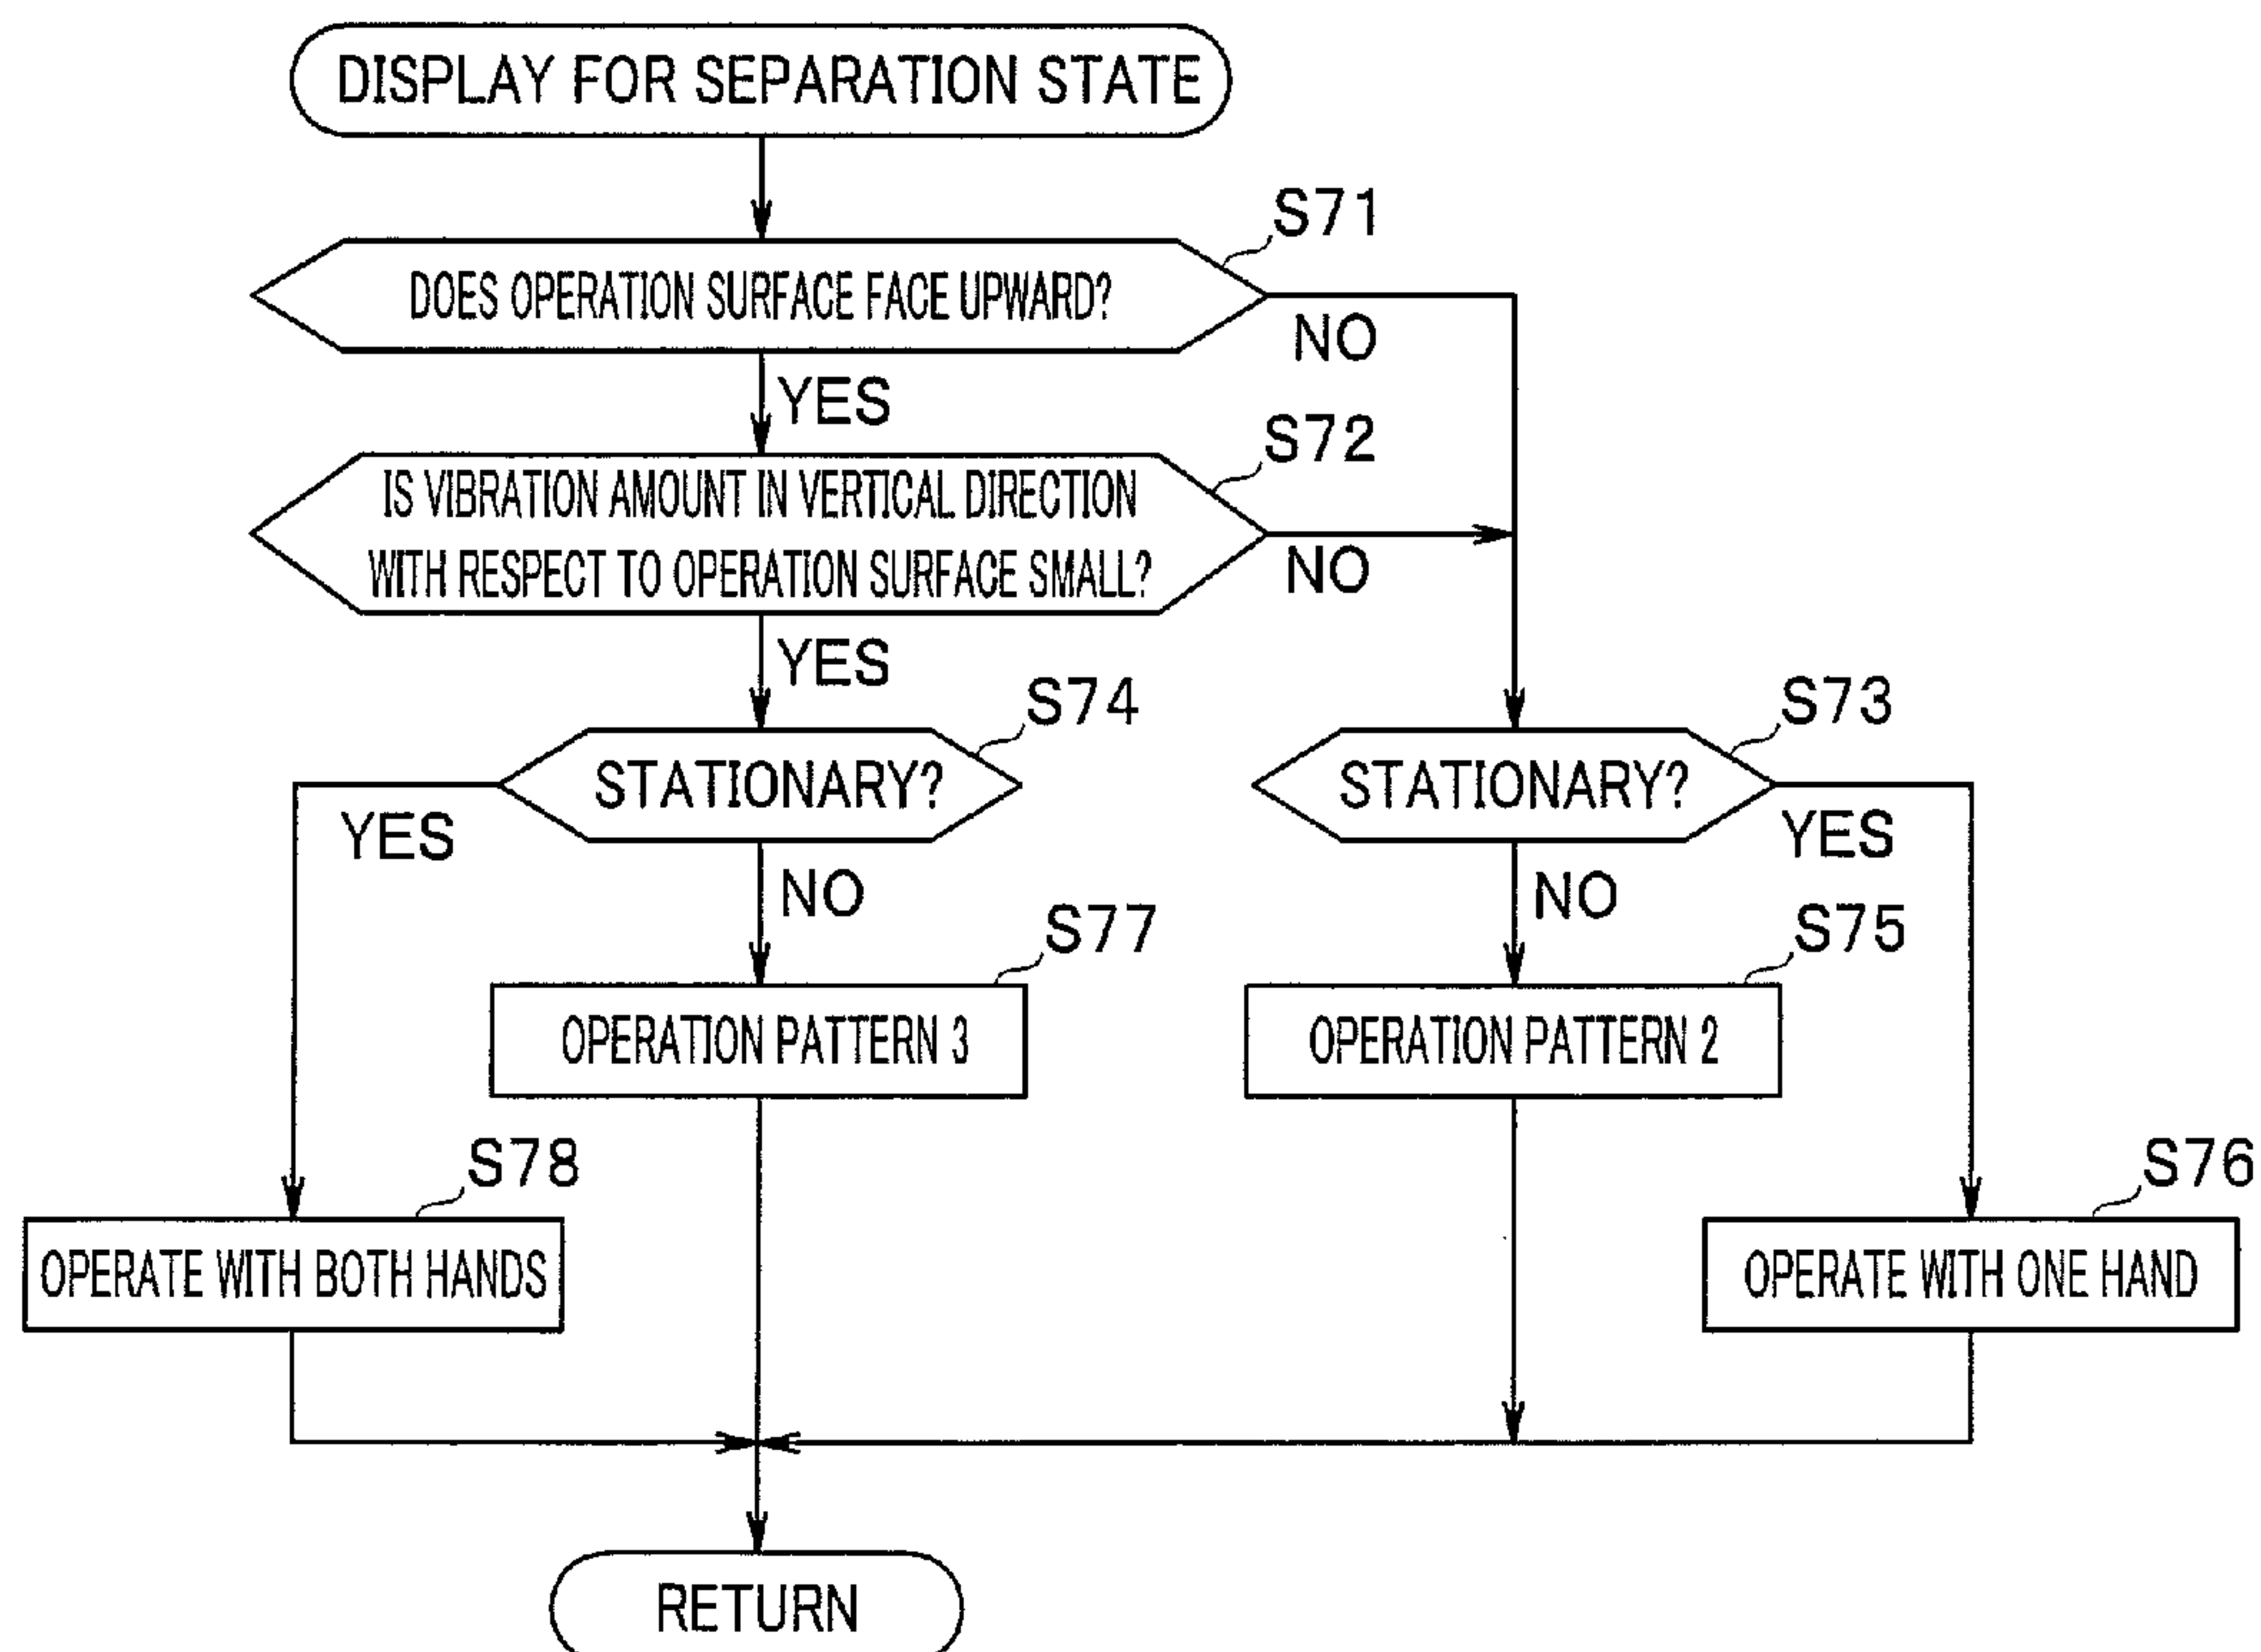 DISPLAY FOR SEPARATION STATE
S71
DOES OPERATION SURFACE FACE UPWARD?
NO
YES
S72
IS VIBRATION AMOUNT IN VERTICAL DIRECTION
WITH RESPECT TO OPERATION SURFACE SMALL?
NO
YES
S74
S73
STATIONARY?
STATIONARY?
YES
YES
NO
NO
S77
S75
OPERATION PATTERN 3
OPERATION PATTERN 2
S78
S76
OPERATE WITH BOTH HANDS
OPERATE WITH ONE HAND
RETURN